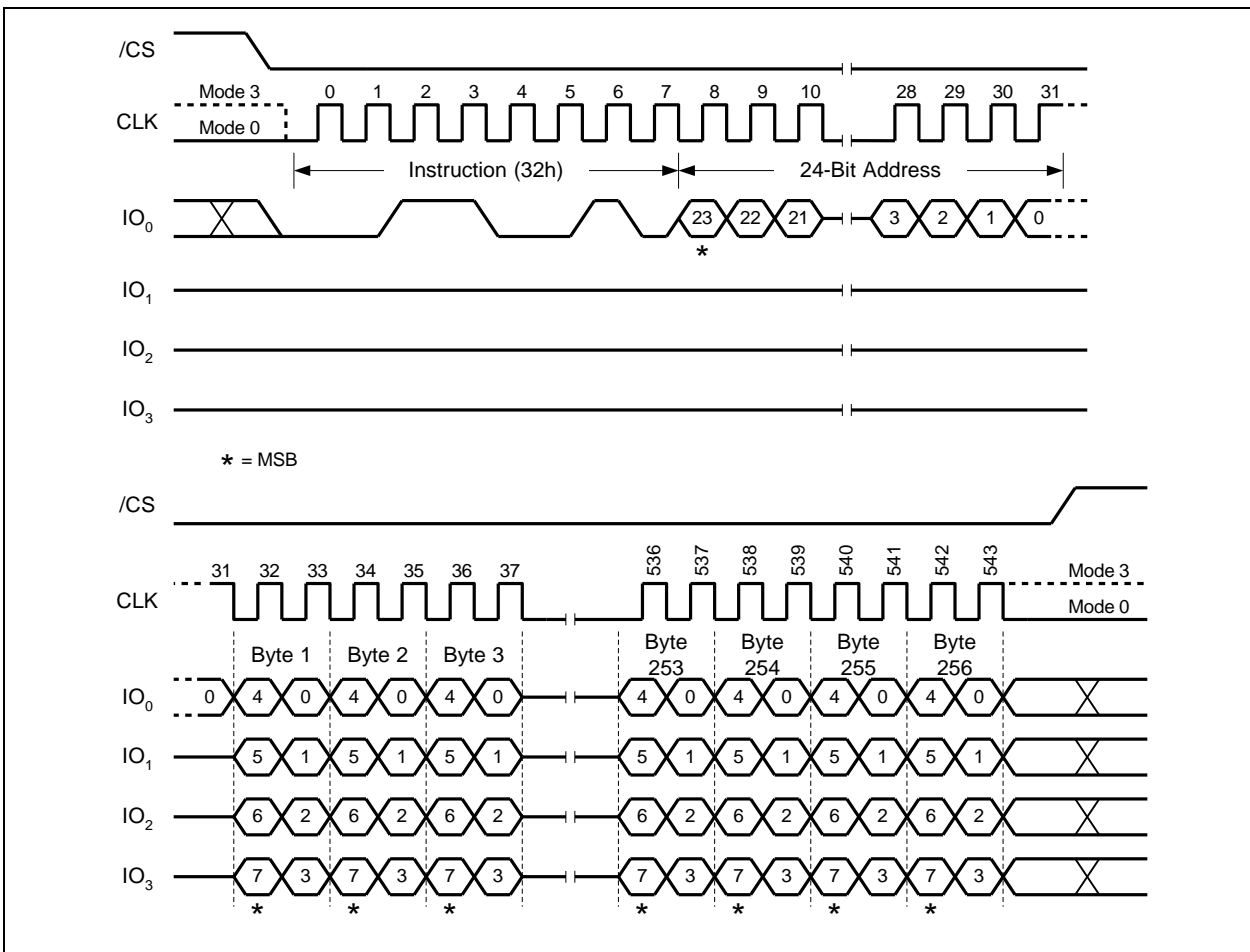 /CS
Mode 3 0 1 2 3 4 5 6 7 8 9 10 28 29 30 31
CLK
Mode 0
Instruction (32h) 24-Bit Address
IO0 23 22 21 3 2 1 0
*
IO1
IO2
IO3
* = MSB
/CS
31 32 33 34 35 36 37 536 537 538 539 540 541 542 543 Mode 3
CLK
Mode 0
Byte 1 Byte 2 Byte 3 Byte 253 Byte 254 Byte 255 Byte 256
IO0 0 4 0 4 0 4 0 4 0 4 0 4 0 4 0
IO1 5 1 5 1 5 1 5 1 5 1 5 1 5 1
IO2 6 2 6 2 6 2 6 2 6 2 6 2 6 2
IO3 7 3 7 3 7 3 7 3 7 3 7 3 7 3
* * * * * * *